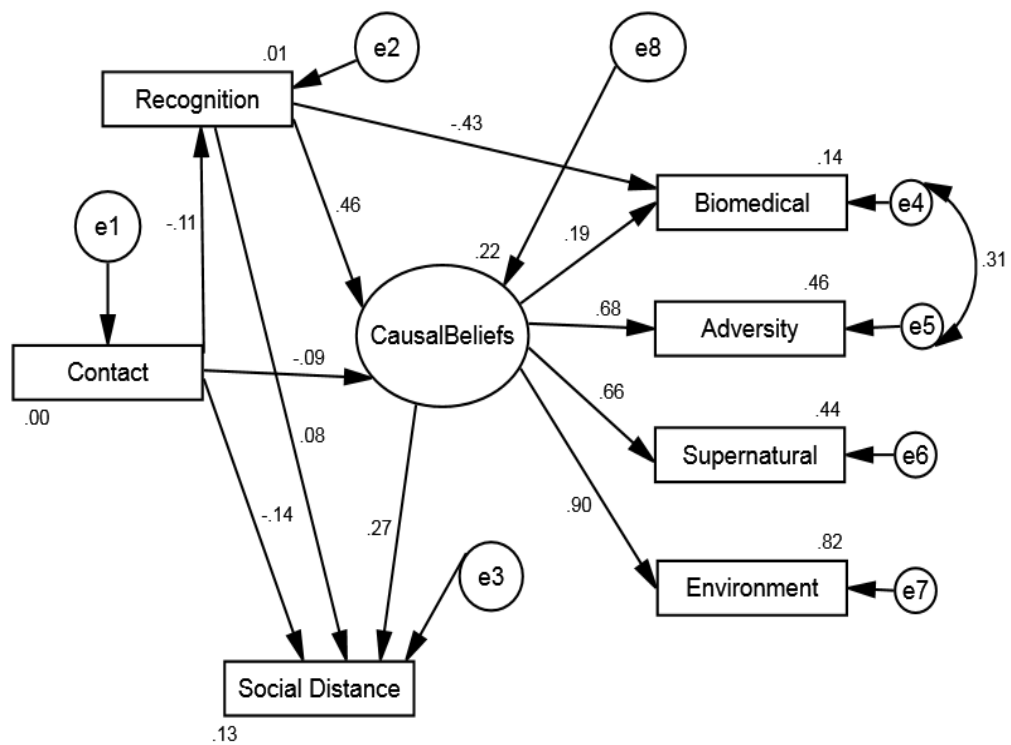 .01
e2
e8
Recognition
-.43
.14
Biomedical
e4
.46
.19
e1
-.11
.22
.31
.46
.68
Adversity
e5
CausalBeliefs
-.09
Contact
.00
.66
.44
Supernatural
e6
.08
.90
-.14
.27
.82
e3
Environment
e7
Social Distance
.13